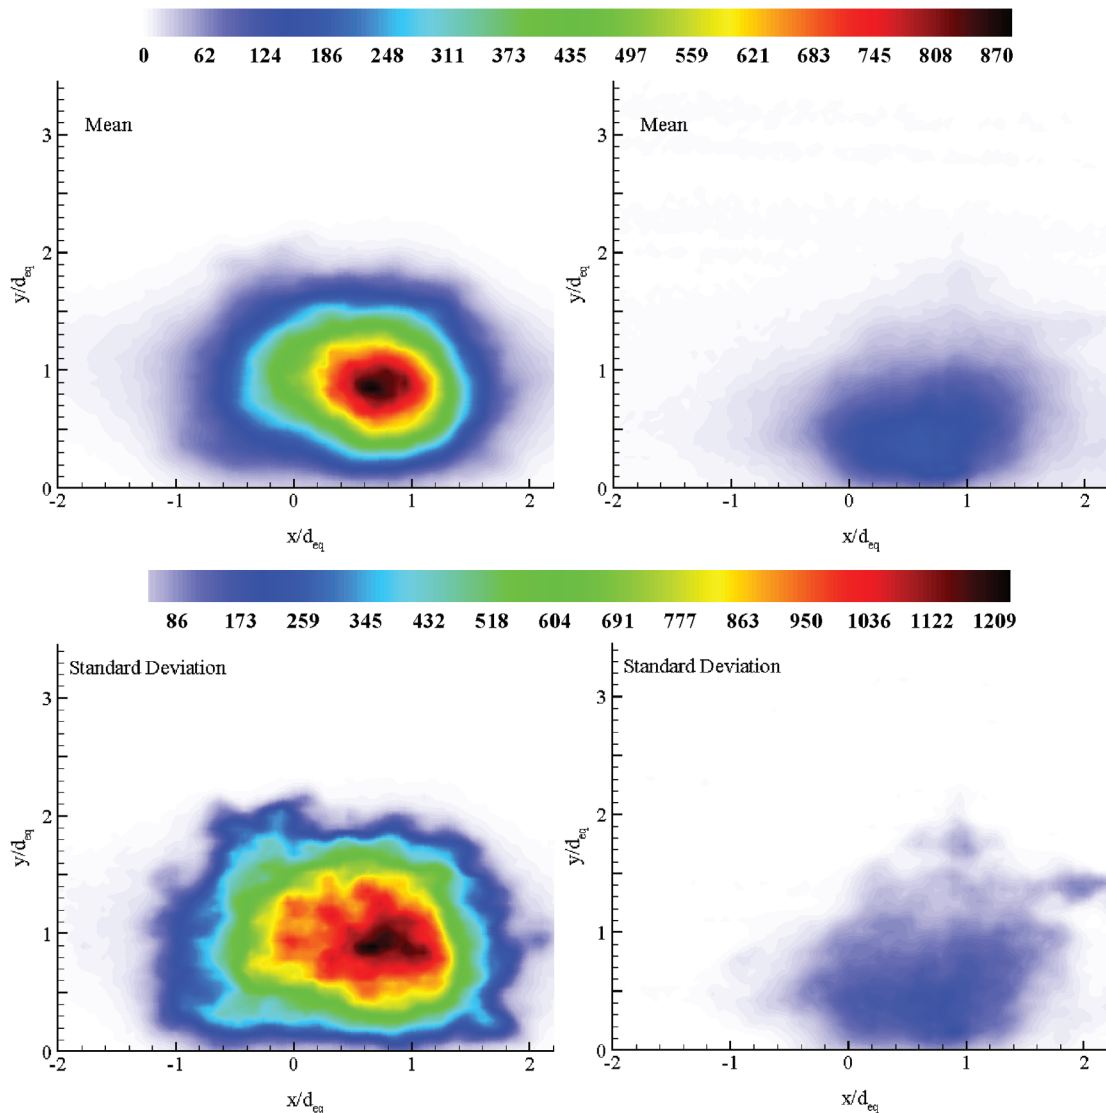 0 62 124 186 248 311 373 435 497 559 621 683 745 808 870
Mean
Mean
3
3
2
2
y/d_eq
y/d_eq
1
1
0
0
-2 -1 0 1 2
-2 -1 0 1 2
x/d_eq
x/d_eq
86 173 259 345 432 518 604 691 777 863 950 1036 1122 1209
Standard Deviation
Standard Deviation
3
3
2
2
y/d_eq
y/d_eq
1
1
0
0
-2 -1 0 1 2
-2 -1 0 1 2
x/d_eq
x/d_eq